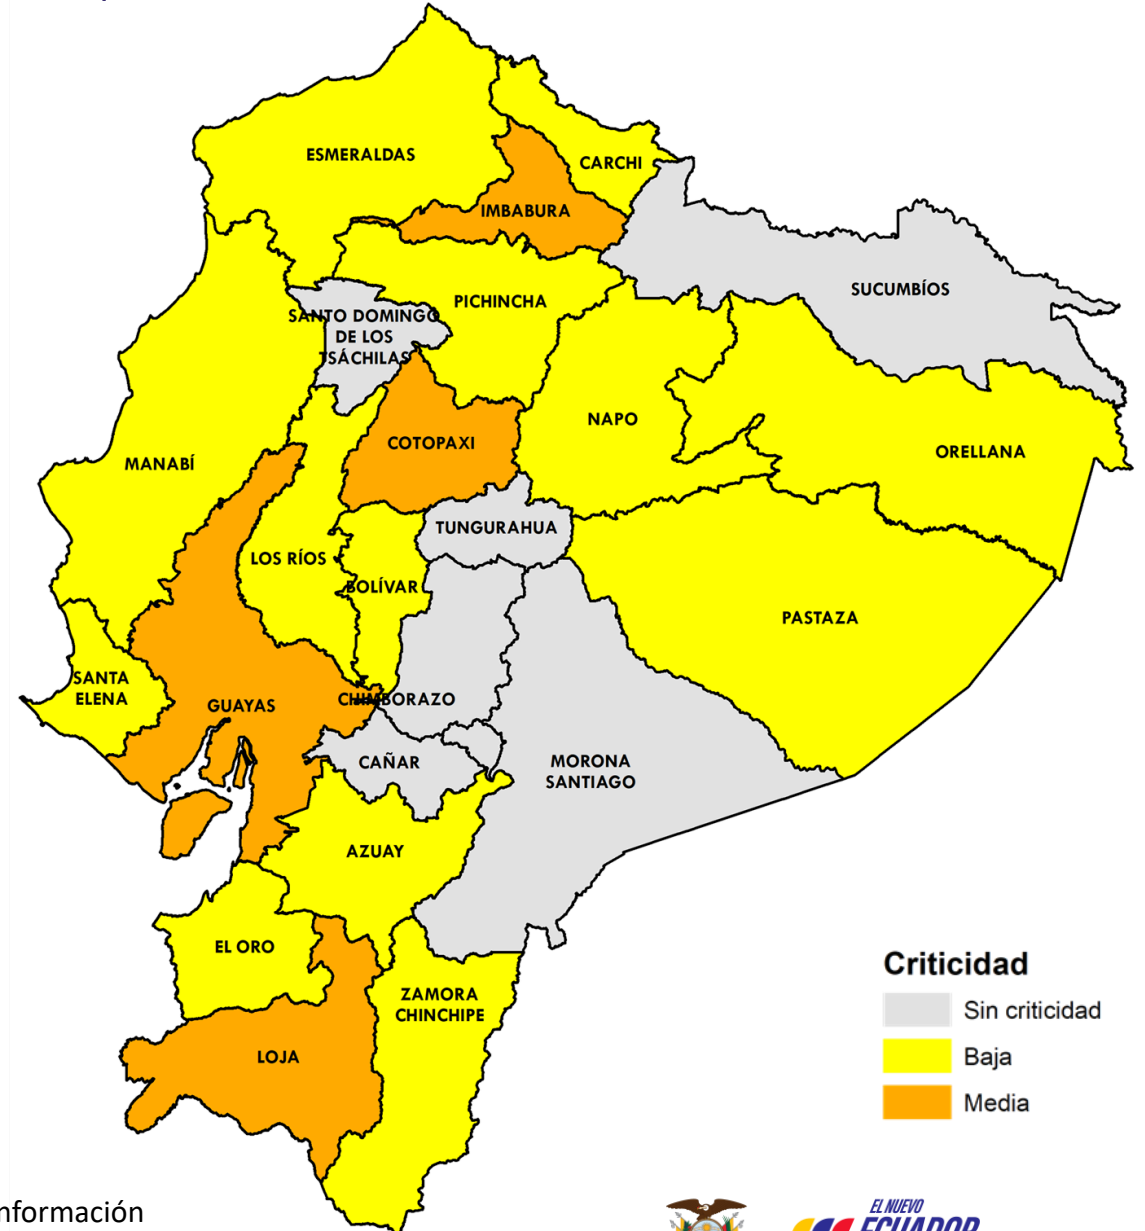 ESMERALDAS
CARCHI
IMBABURA
SUCUMBÍOS
PICHINCHA
SANTO DOMINGO
DE LOS
TSÁCHILAS
NAPO
COTOPAXI
ORELLANA
MANABÍ
TUNGURAHUA
LOS RÍOS
BOLÍVAR
PASTAZA
SANTA
ELENA
CHIMBORAZO
GUAYAS
CAÑAR
MORONA
SANTIAGO
AZUAY
EL ORO
ZAMORA
CHINCHIPE
LOJA
Criticidad
Sin criticidad
Baja
Media
nformación
EL NUEVO
ECUADOR